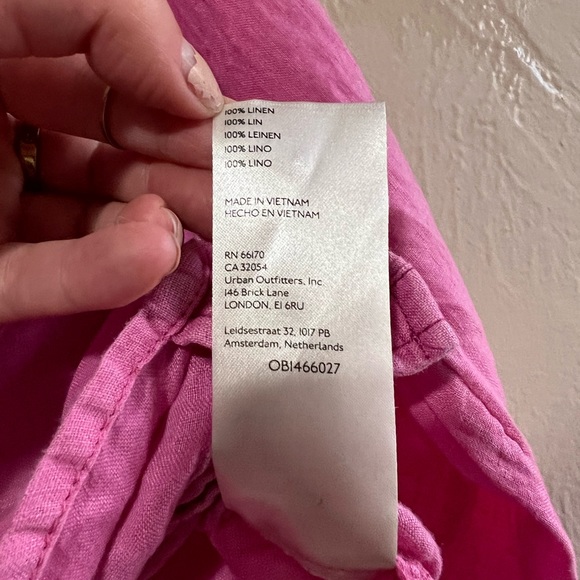 100% LINEN
100% LIN
100% LEINEN
100% LINO
100% LINO
MADE IN VIETNAM
HECHO EN VIETNAM
RN 66170
CA 32054
Urban Outfitters, Inc.
146 Brick Lane
LONDON, E1 6RU
Leidsestraat 32, 1017 PB
Amsterdam, Netherlands
OB1466027